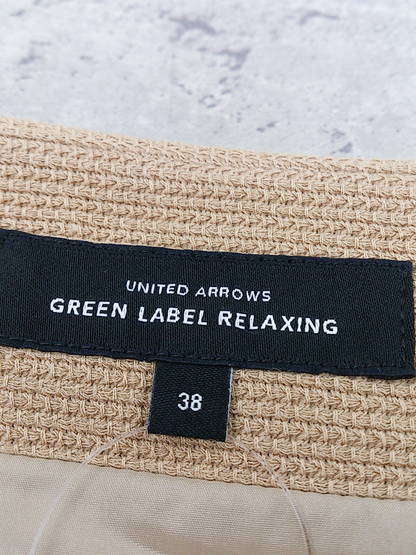 UNITED ARROWS
GREEN LABEL RELAXING
38